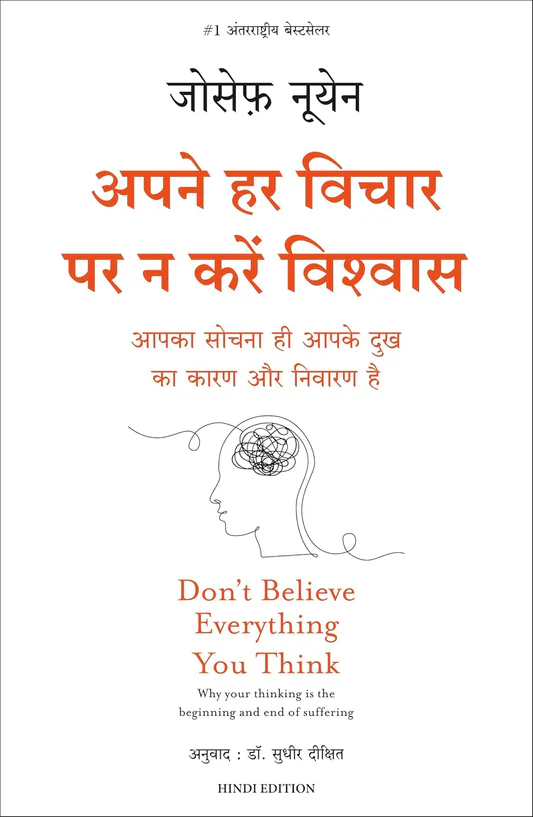 #1 अंतरराष्ट्रीय बेस्टसेलर
जोसेफ़ नूयेन
अपने हर विचार
पर न करें विश्वास
आपका सोचना ही आपके दुख
का कारण और निवारण है
Don't Believe
Everything
You Think
Why your thinking is the
beginning and end of suffering
अनुवाद : डॉ. सुधीर दीक्षित
HINDI EDITION